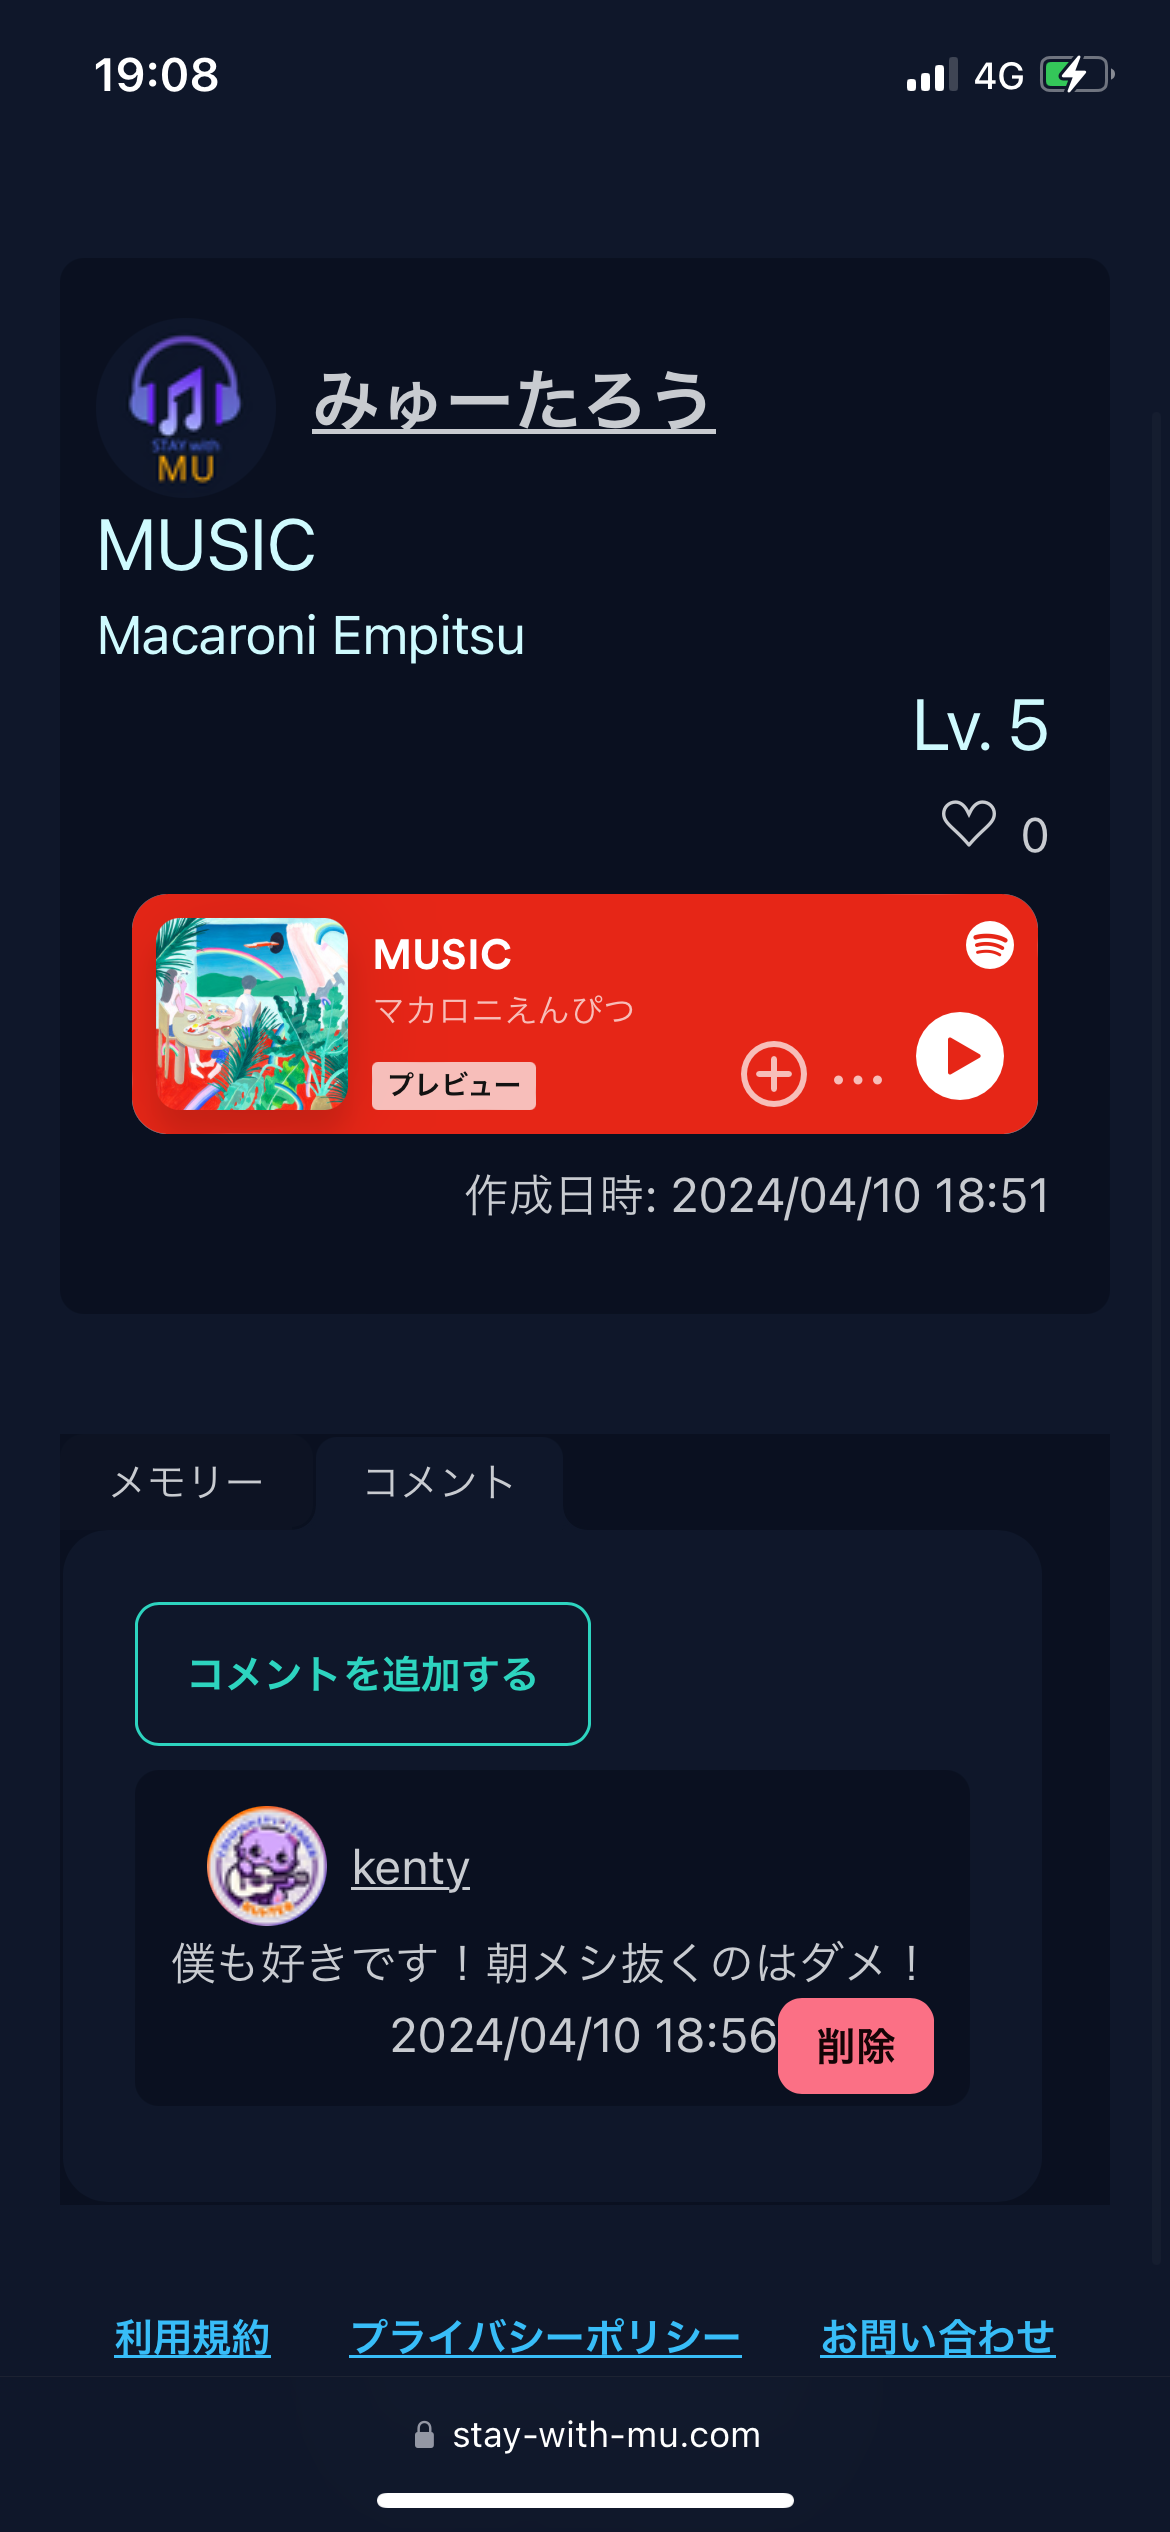 19:08
4G
STAY with
MU
みゅーたろう
MUSIC
Macaroni Empitsu
Lv. 5
0
MUSIC
マカロニえんぴつ
プレビュー
作成日時: 2024/04/10 18:51
メモリー
コメント
コメントを追加する
kenty
僕も好きです！朝メシ抜くのはダメ！
2024/04/10 18:56
削除
利用規約
プライバシーポリシー
お問い合わせ
stay-with-mu.com